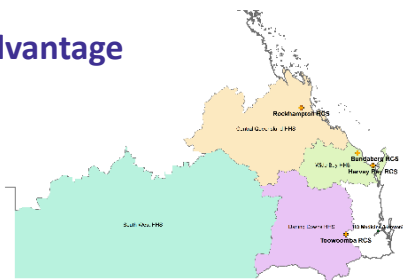 dvantage
Rockhampton RCS
Central Queensland HHS
Bundaberg RCS
Wide Bay HHS
Hervey Bay RCS
South West HHS
Darling Downs HHS
Toowoomba RCS